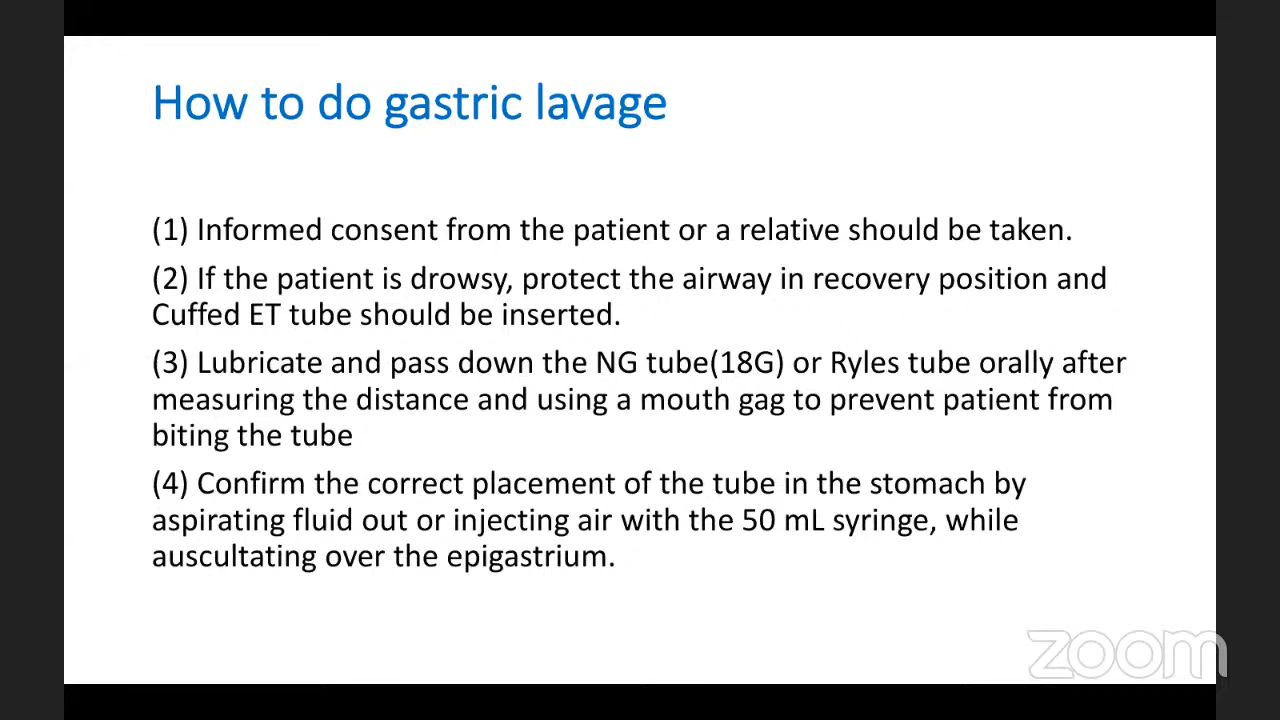 How to do gastric lavage
(1) Informed consent from the patient or a relative should be taken.
(2) If the patient is drowsy, protect the airway in recovery position and
Cuffed ET tube should be inserted.
(3) Lubricate and pass down the NG tube(18G) or Ryles tube orally after
measuring the distance and using a mouth gag to prevent patient from
biting the tube
(4) Confirm the correct placement of the tube in the stomach by
aspirating fluid out or injecting air with the 50 mL syringe, while
auscultating over the epigastrium.
zoom